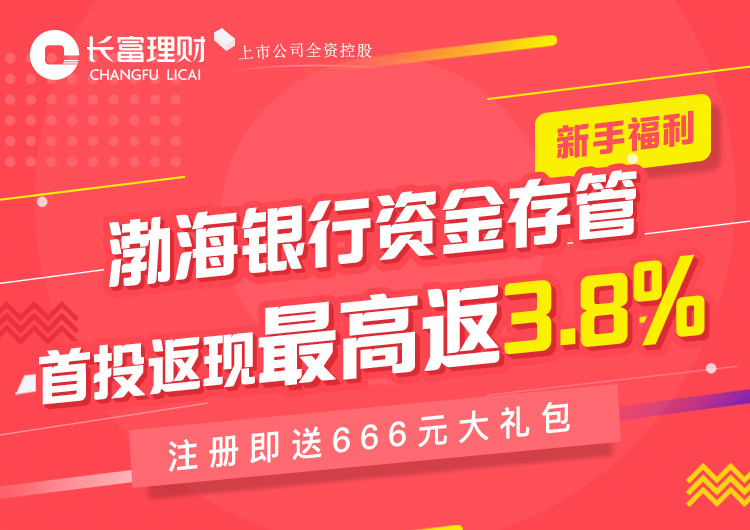 长富理财
CHANGFU LICAI
上市公司全资控股
新手福利
渤海银行资金存管
首投返现最高返3.8%
注册即送666元大礼包